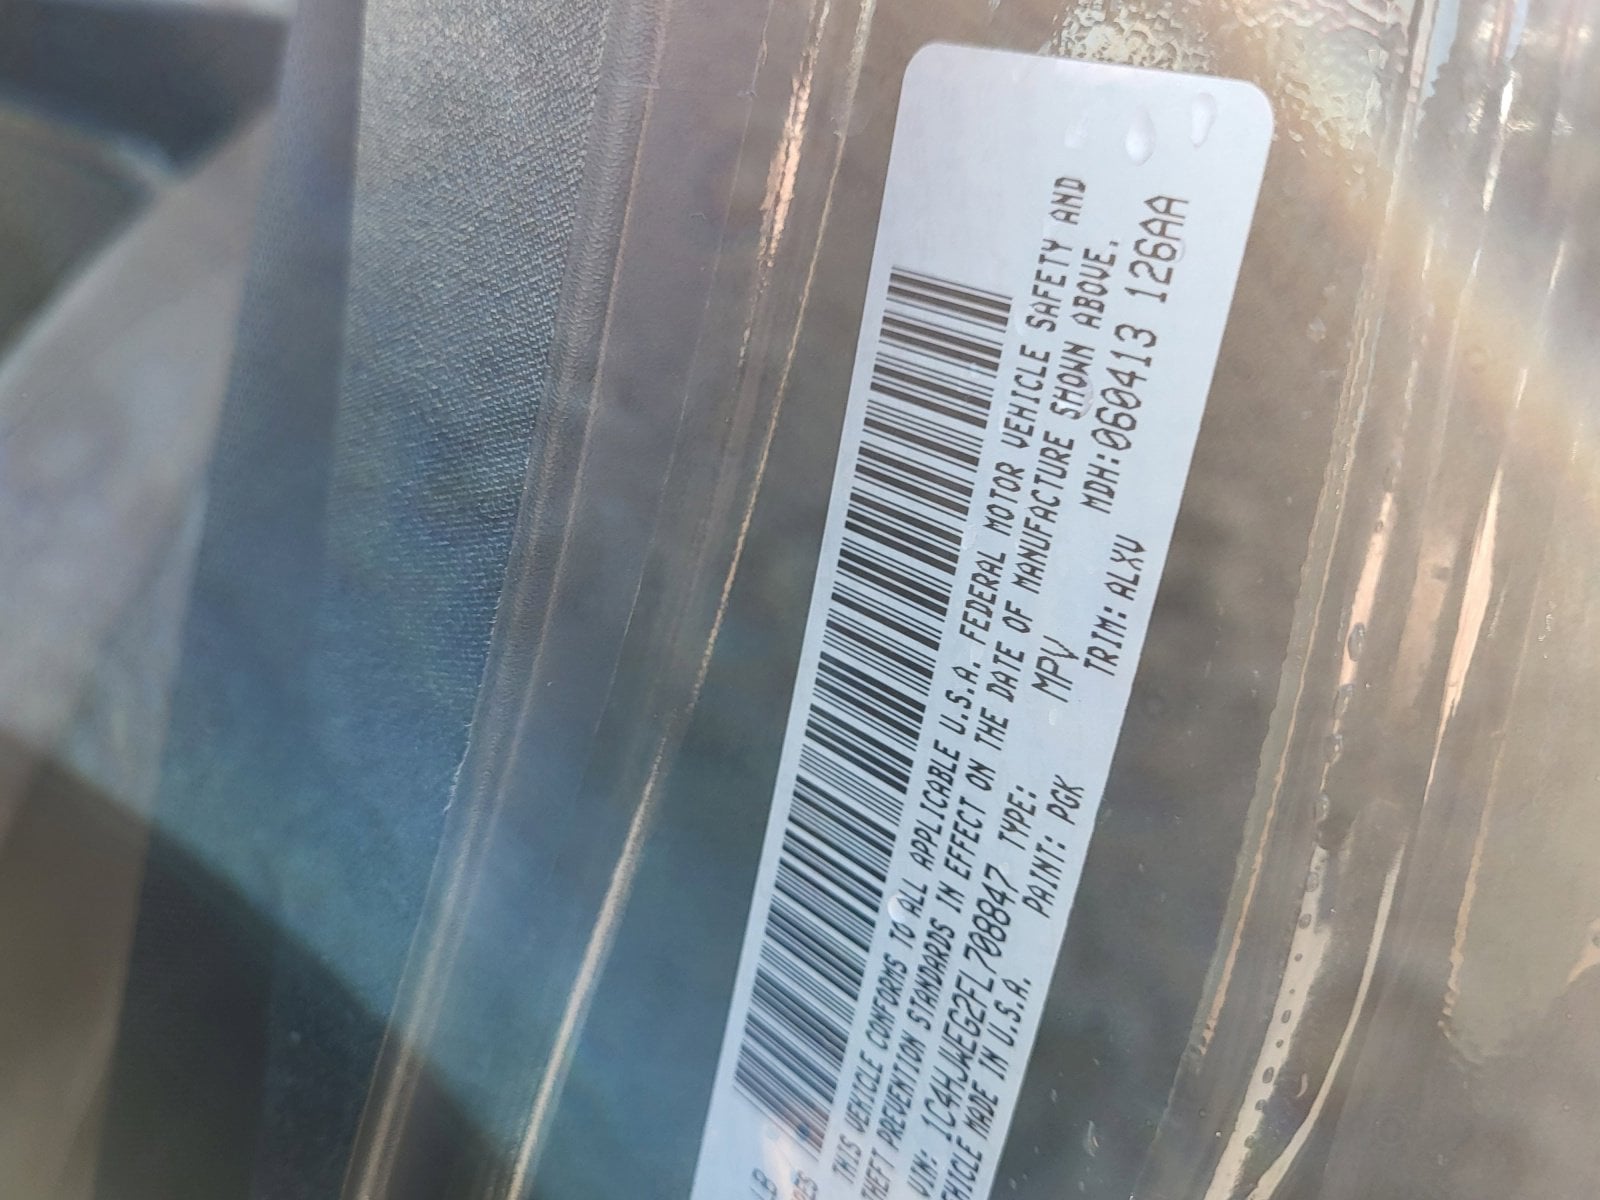 LB
THIS VEHICLE CONFORMS TO ALL APPLICABLE U.S.A. FEDERAL MOTOR VEHICLE SAFETY AND
THEFT PREVENTION STANDARDS IN EFFECT ON THE DATE OF MANUFACTURE SHOWN ABOVE.
VIN: 1C4HJWEG2FL708847 TYPE: MPV MDH:060413 126AA
VEHICLE MADE IN U.S.A. PAINT: PGK TRIM: ALXV